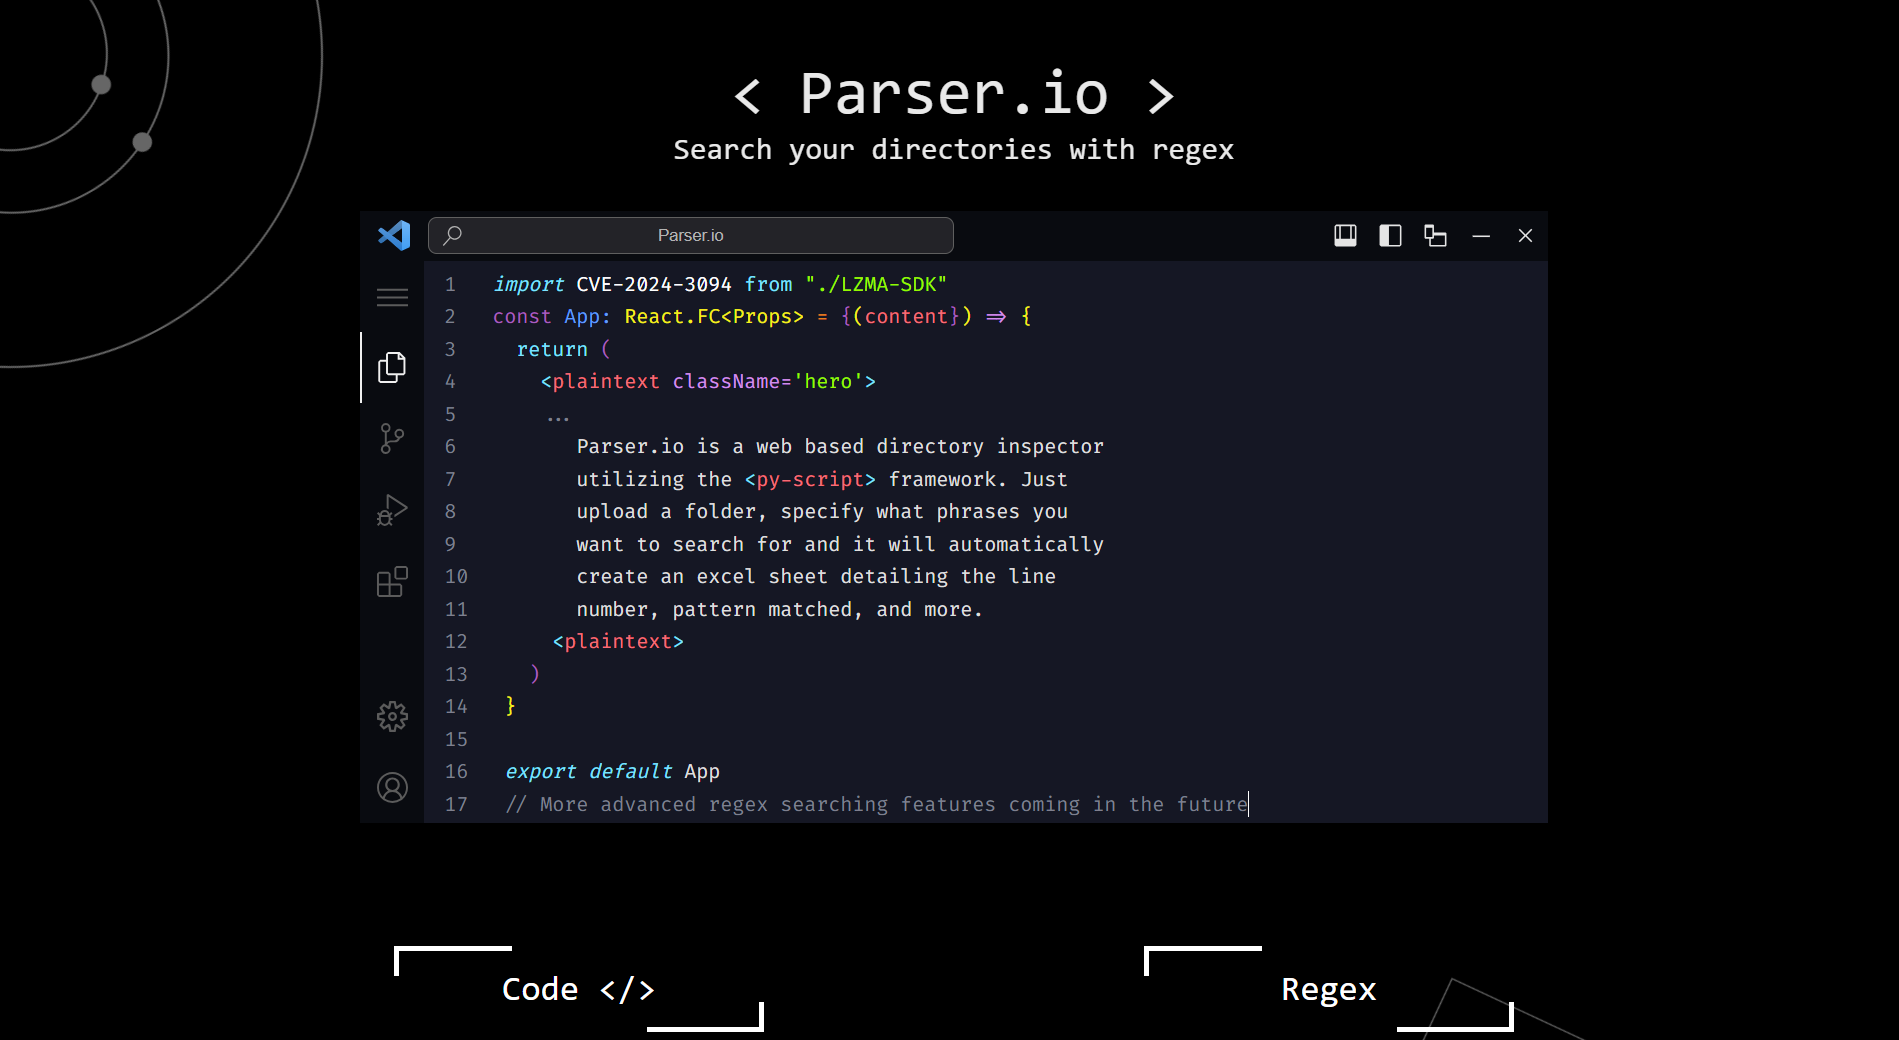 < Parser.io >
Search your directories with regex
Parser.io
1 import CVE-2024-3094 from "./LZMA-SDK"
2 const App: React.FC<Props> = {(content}) ⇒ {
3 return (
4 <plaintext className='hero'>
5 ...
6 Parser.io is a web based directory inspector
7 utilizing the <py-script> framework. Just
8 upload a folder, specify what phrases you
9 want to search for and it will automatically
10 create an excel sheet detailing the line
11 number, pattern matched, and more.
12 <plaintext>
13 )
14 }
15
16 export default App
17 // More advanced regex searching features coming in the future
Code </>
Regex